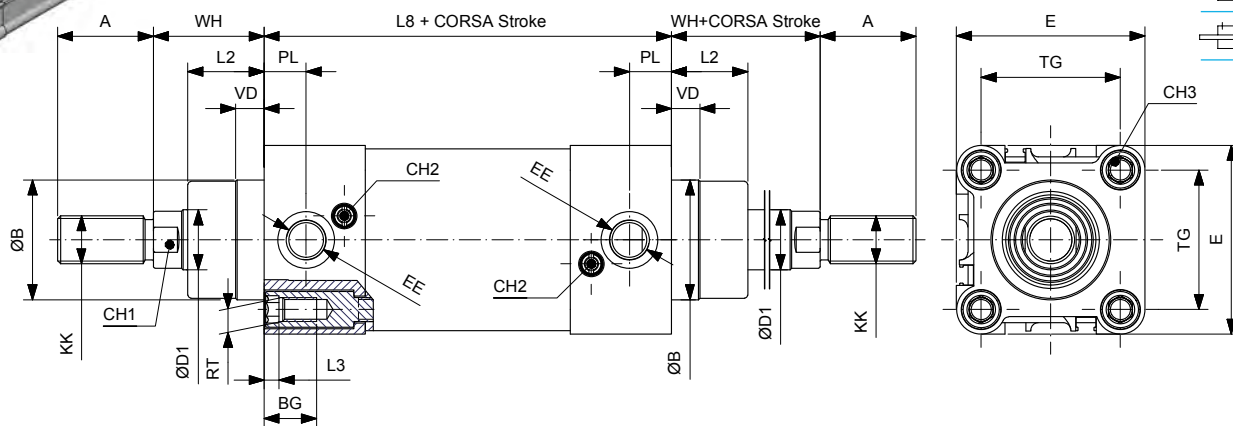 A WH L8 + CORSA Stroke WH+CORSA Stroke A E
L2 PL PL L2 TG
VD VD CH3
CH2 EE
ØB TG E
EE
CH2
CH1
KK ØD1 RT L3 ØB ØD1 KK
BG